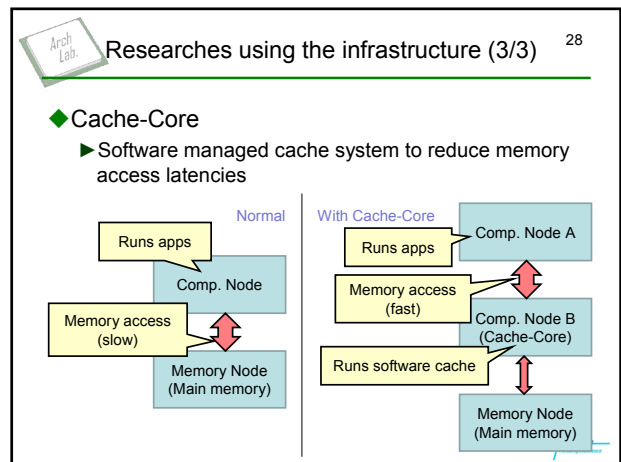 Arch
Lab.
Researches using the infrastructure (3/3)
28
Cache-Core
Software managed cache system to reduce memory
access latencies
Normal
Runs apps
Comp. Node
Memory access
(slow)
Memory Node
(Main memory)
With Cache-Core
Runs apps
Comp. Node A
Memory access
(fast)
Comp. Node B
(Cache-Core)
Runs software cache
Memory Node
(Main memory)